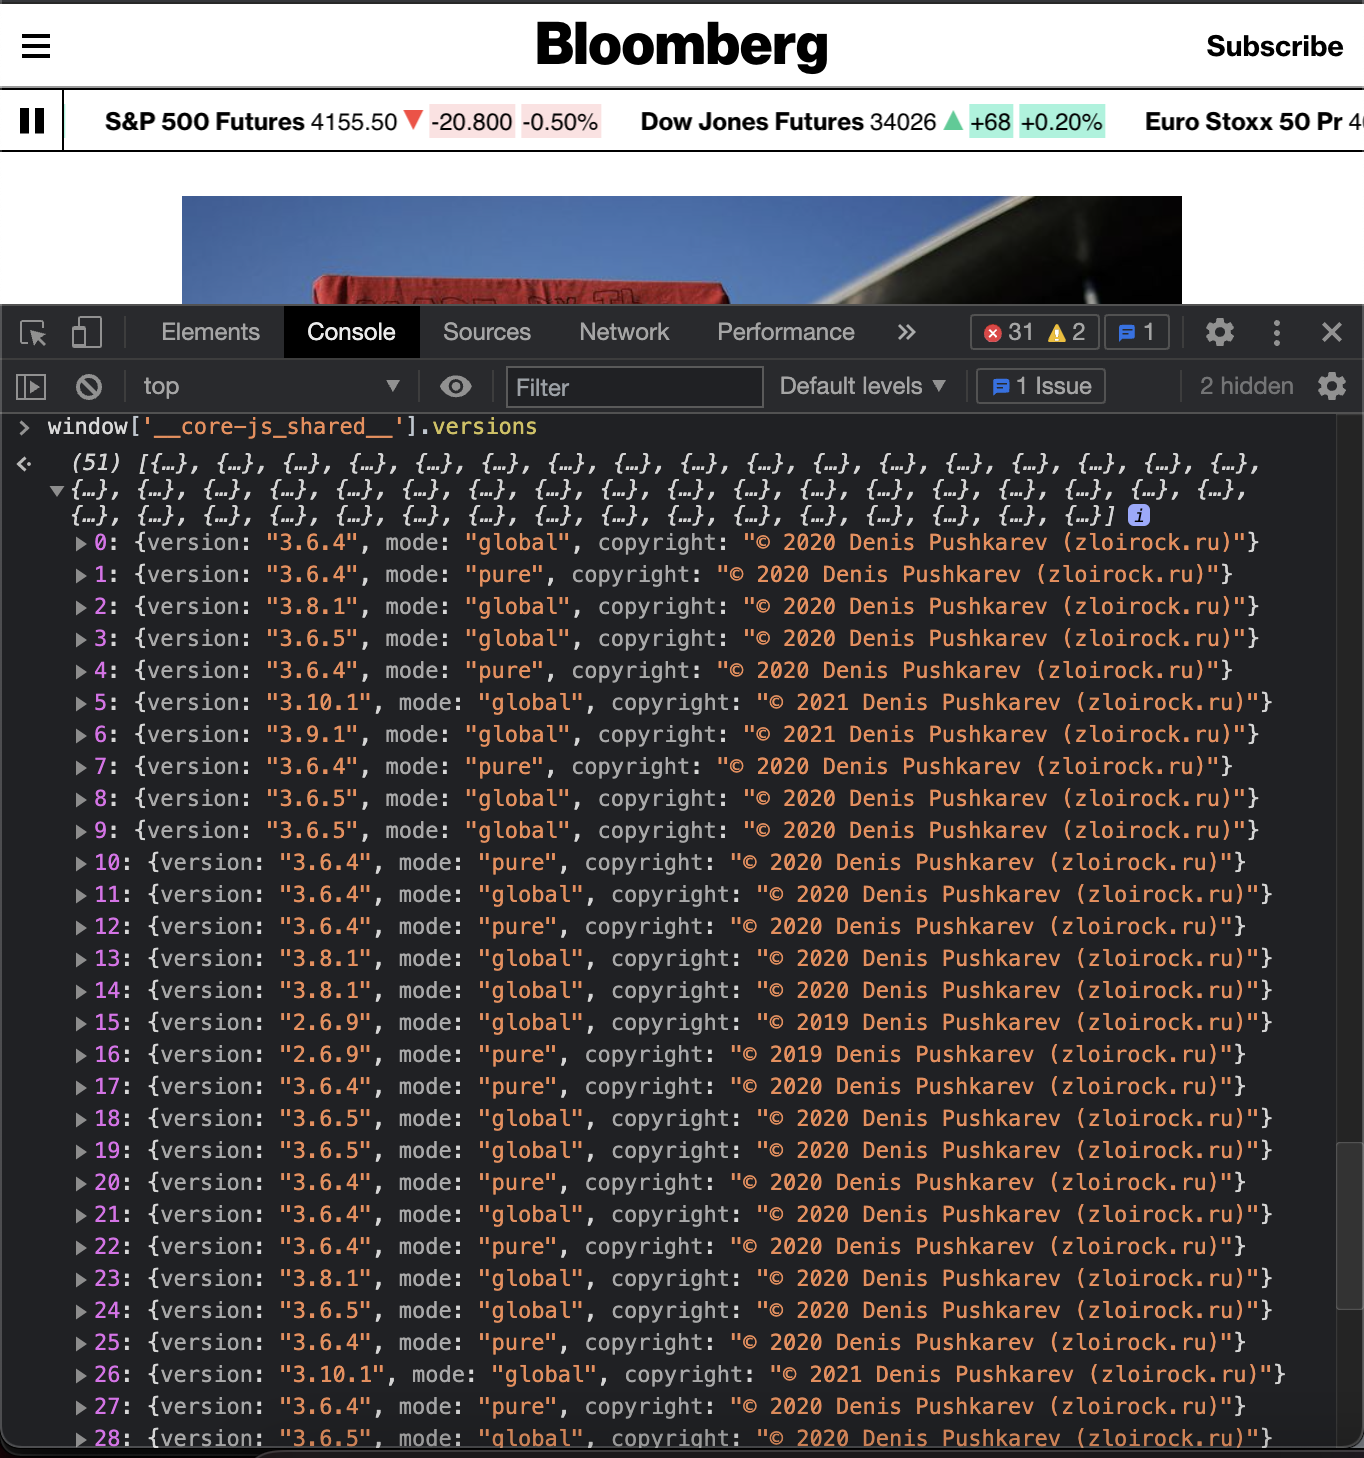 Bloomberg
Subscribe
S&P 500 Futures 4155.50 ▼ -20.800 -0.50% Dow Jones Futures 34026 ▲ +68 +0.20% Euro Stoxx 50 Pr
Elements Console Sources Network Performance » 31 2 1
top ▼ Filter Default levels ▼ 1 Issue 2 hidden
> window['__core-js_shared__'].versions
(51) [{…}, {…}, {…}, {…}, {…}, {…}, {…}, {…}, {…}, {…}, {…}, {…}, {…}, {…}, {…}, {…}, {…},
{…}, {…}, {…}, {…}, {…}, {…}, {…}, {…}, {…}, {…}, {…}, {…}, {…}, {…}, {…}, {…}, {…}, {…},
{…}, {…}, {…}, {…}, {…}, {…}, {…}, {…}, {…}, {…}, {…}, {…}, {…}, {…}, {…}, {…}] i
0: {version: "3.6.4", mode: "global", copyright: "© 2020 Denis Pushkarev (zloirock.ru)"}
1: {version: "3.6.4", mode: "pure", copyright: "© 2020 Denis Pushkarev (zloirock.ru)"}
2: {version: "3.8.1", mode: "global", copyright: "© 2020 Denis Pushkarev (zloirock.ru)"}
3: {version: "3.6.5", mode: "global", copyright: "© 2020 Denis Pushkarev (zloirock.ru)"}
4: {version: "3.6.4", mode: "pure", copyright: "© 2020 Denis Pushkarev (zloirock.ru)"}
5: {version: "3.10.1", mode: "global", copyright: "© 2021 Denis Pushkarev (zloirock.ru)"}
6: {version: "3.9.1", mode: "global", copyright: "© 2021 Denis Pushkarev (zloirock.ru)"}
7: {version: "3.6.4", mode: "pure", copyright: "© 2020 Denis Pushkarev (zloirock.ru)"}
8: {version: "3.6.5", mode: "global", copyright: "© 2020 Denis Pushkarev (zloirock.ru)"}
9: {version: "3.6.5", mode: "global", copyright: "© 2020 Denis Pushkarev (zloirock.ru)"}
10: {version: "3.6.4", mode: "pure", copyright: "© 2020 Denis Pushkarev (zloirock.ru)"}
11: {version: "3.6.4", mode: "global", copyright: "© 2020 Denis Pushkarev (zloirock.ru)"}
12: {version: "3.6.4", mode: "pure", copyright: "© 2020 Denis Pushkarev (zloirock.ru)"}
13: {version: "3.8.1", mode: "global", copyright: "© 2020 Denis Pushkarev (zloirock.ru)"}
14: {version: "3.8.1", mode: "global", copyright: "© 2020 Denis Pushkarev (zloirock.ru)"}
15: {version: "2.6.9", mode: "global", copyright: "© 2019 Denis Pushkarev (zloirock.ru)"}
16: {version: "2.6.9", mode: "pure", copyright: "© 2019 Denis Pushkarev (zloirock.ru)"}
17: {version: "3.6.4", mode: "pure", copyright: "© 2020 Denis Pushkarev (zloirock.ru)"}
18: {version: "3.6.5", mode: "global", copyright: "© 2020 Denis Pushkarev (zloirock.ru)"}
19: {version: "3.6.5", mode: "global", copyright: "© 2020 Denis Pushkarev (zloirock.ru)"}
20: {version: "3.6.4", mode: "pure", copyright: "© 2020 Denis Pushkarev (zloirock.ru)"}
21: {version: "3.6.4", mode: "global", copyright: "© 2020 Denis Pushkarev (zloirock.ru)"}
22: {version: "3.6.4", mode: "pure", copyright: "© 2020 Denis Pushkarev (zloirock.ru)"}
23: {version: "3.8.1", mode: "global", copyright: "© 2020 Denis Pushkarev (zloirock.ru)"}
24: {version: "3.6.5", mode: "global", copyright: "© 2020 Denis Pushkarev (zloirock.ru)"}
25: {version: "3.6.4", mode: "pure", copyright: "© 2020 Denis Pushkarev (zloirock.ru)"}
26: {version: "3.10.1", mode: "global", copyright: "© 2021 Denis Pushkarev (zloirock.ru)"}
27: {version: "3.6.4", mode: "pure", copyright: "© 2020 Denis Pushkarev (zloirock.ru)"}
28: {version: "3.6.5", mode: "global", copyright: "© 2020 Denis Pushkarev (zloirock.ru)"}